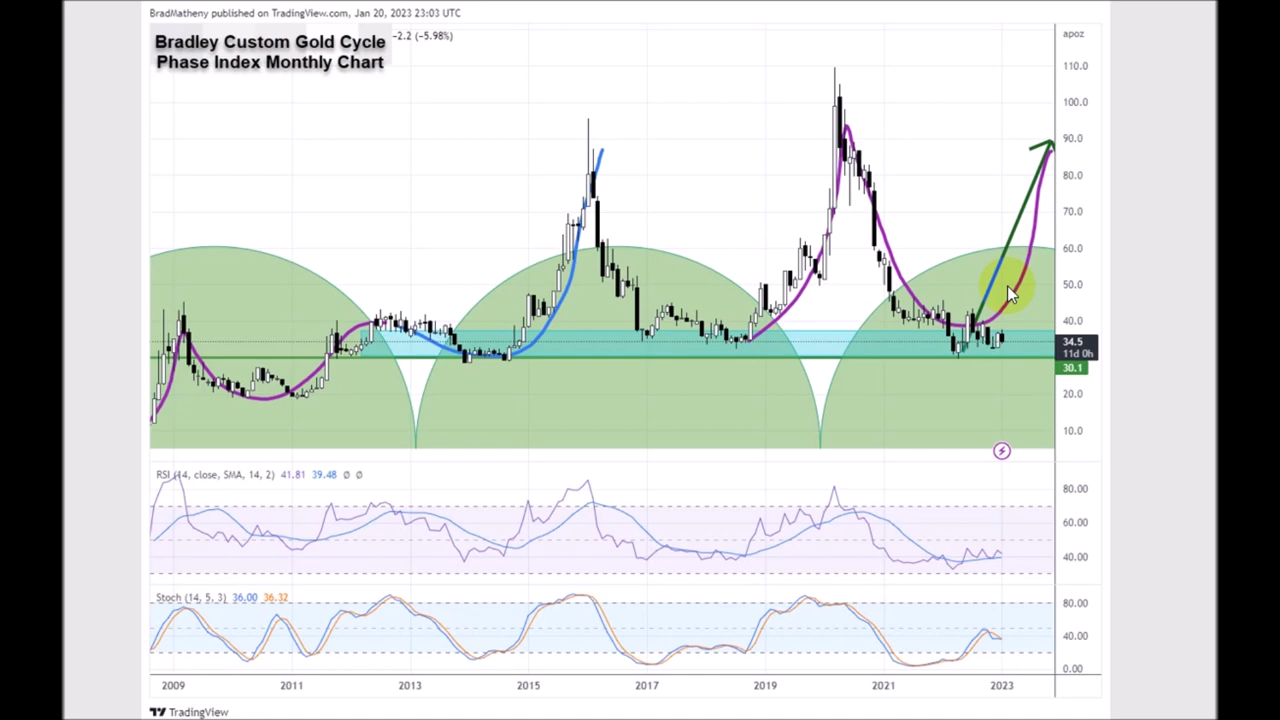 BradMatheny published on TradingView.com, Jan 20, 2023 23:03 UTC
Bradley Custom Gold Cycle
Phase Index Monthly Chart
−2.2 (−5.98%)
apoz
110.0
100.0
90.0
80.0
70.0
60.0
50.0
40.0
34.5
11d 0h
30.1
20.0
10.0
RSI (14, close, SMA, 14, 2) 41.81 39.48 Ø Ø
80.00
60.00
40.00
Stoch (14, 5, 3) 36.00 36.32
80.00
40.00
0.00
2009 2011 2013 2015 2017 2019 2021 2023
TradingView